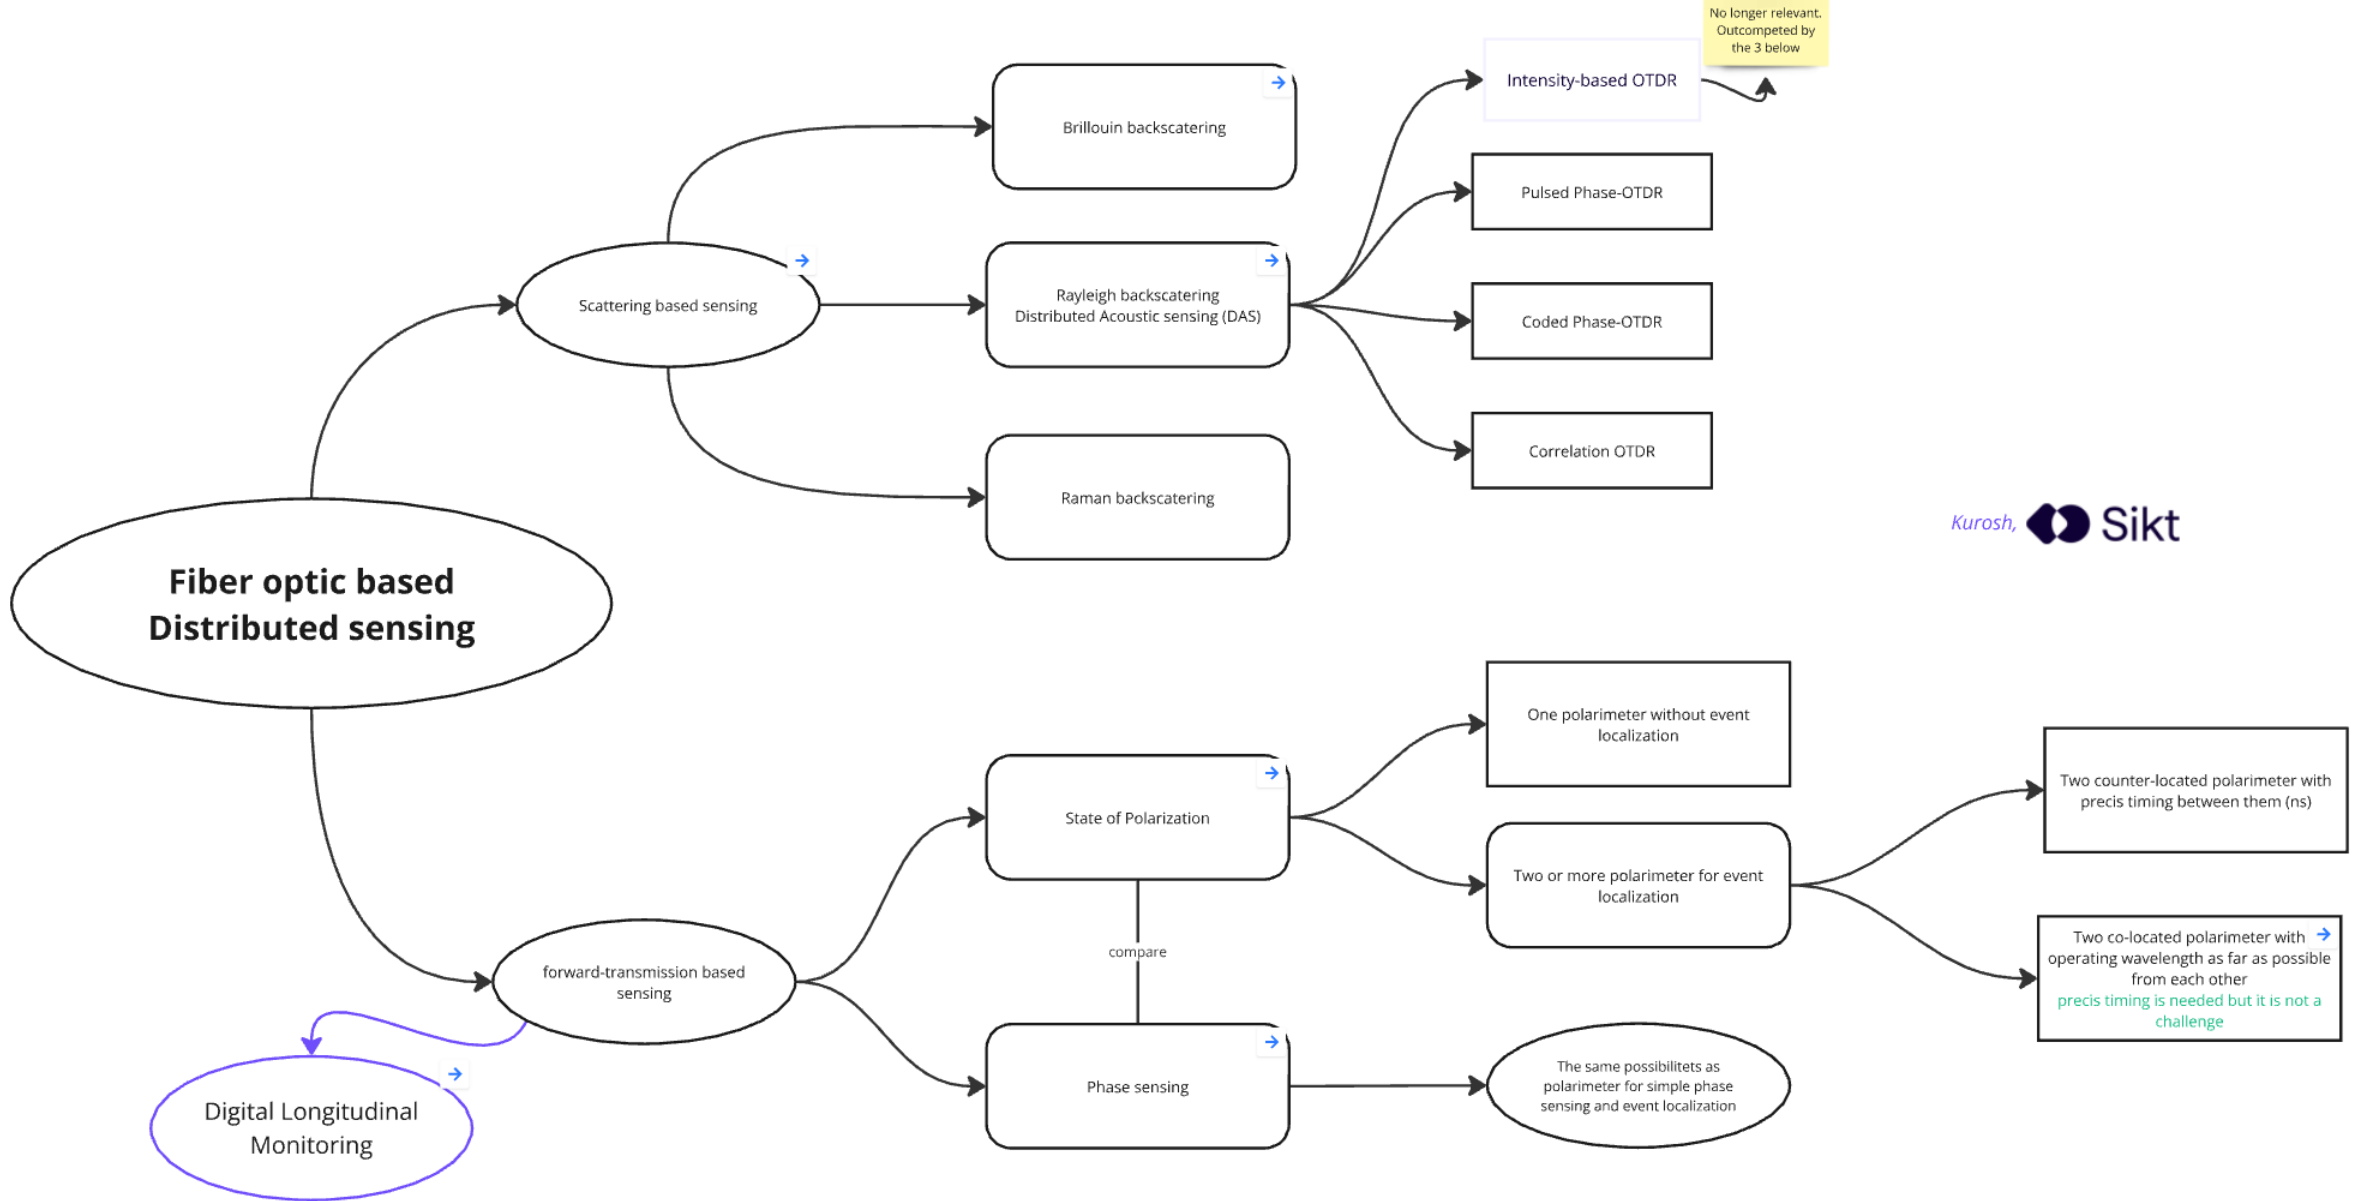 No longer relevant.
Outcompeted by
the 3 below
Intensity-based OTDR
Brillouin backscatering
Pulsed Phase-OTDR
Scattering based sensing
Rayleigh backscatering
Distributed Acoustic sensing (DAS)
Coded Phase-OTDR
Correlation OTDR
Raman backscatering
Kurosh,
Sikt
Fiber optic based
Distributed sensing
One polarimeter without event
localization
State of Polarization
Two counter-located polarimeter with
precis timing between them (ns)
Two or more polarimeter for event
localization
compare
forward-transmission based
sensing
Two co-located polarimeter with
operating wavelength as far as possible
from each other
precis timing is needed but it is not a
challenge
Phase sensing
The same possibilitets as
polarimeter for simple phase
sensing and event localization
Digital Longitudinal
Monitoring